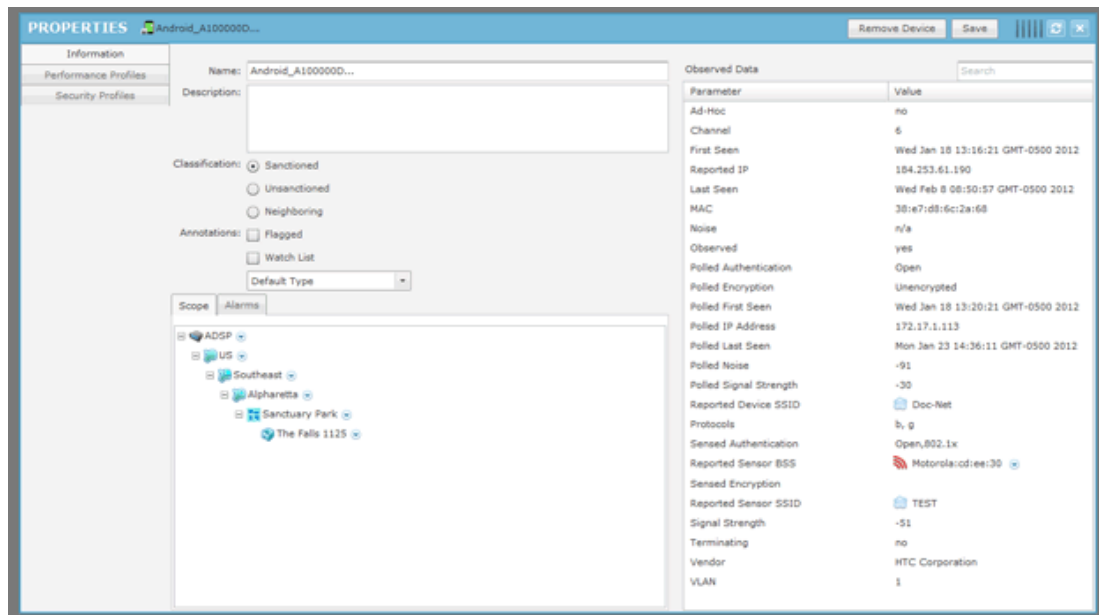 PROPERTIES Android_A100000D... Remove Device Save
Information
Performance Profiles
Security Profiles
Name: Android_A100000D...
Description:
Classification: Sanctioned
Unsanctioned
Neighboring
Annotations: Flagged
Watch List
Default Type
Scope Alarms
ADSP
US
Southeast
Alpharetta
Sanctuary Park
The Falls 1125
Observed Data Search
Parameter Value
Ad-Hoc no
Channel 6
First Seen Wed Jan 18 13:16:21 GMT-0500 2012
Reported IP 184.253.61.190
Last Seen Wed Feb 8 08:50:57 GMT-0500 2012
MAC 38:e7:d8:6c:2a:68
Noise n/a
Observed yes
Polled Authentication Open
Polled Encryption Unencrypted
Polled First Seen Wed Jan 18 13:20:21 GMT-0500 2012
Polled IP Address 172.17.1.113
Polled Last Seen Mon Jan 23 14:36:11 GMT-0500 2012
Polled Noise -91
Polled Signal Strength -30
Reported Device SSID Doc-Net
Protocols b, g
Sensed Authentication Open,802.1x
Reported Sensor BSS Motorola:cd:ee:30
Sensed Encryption
Reported Sensor SSID TEST
Signal Strength -51
Terminating no
Vendor HTC Corporation
VLAN 1